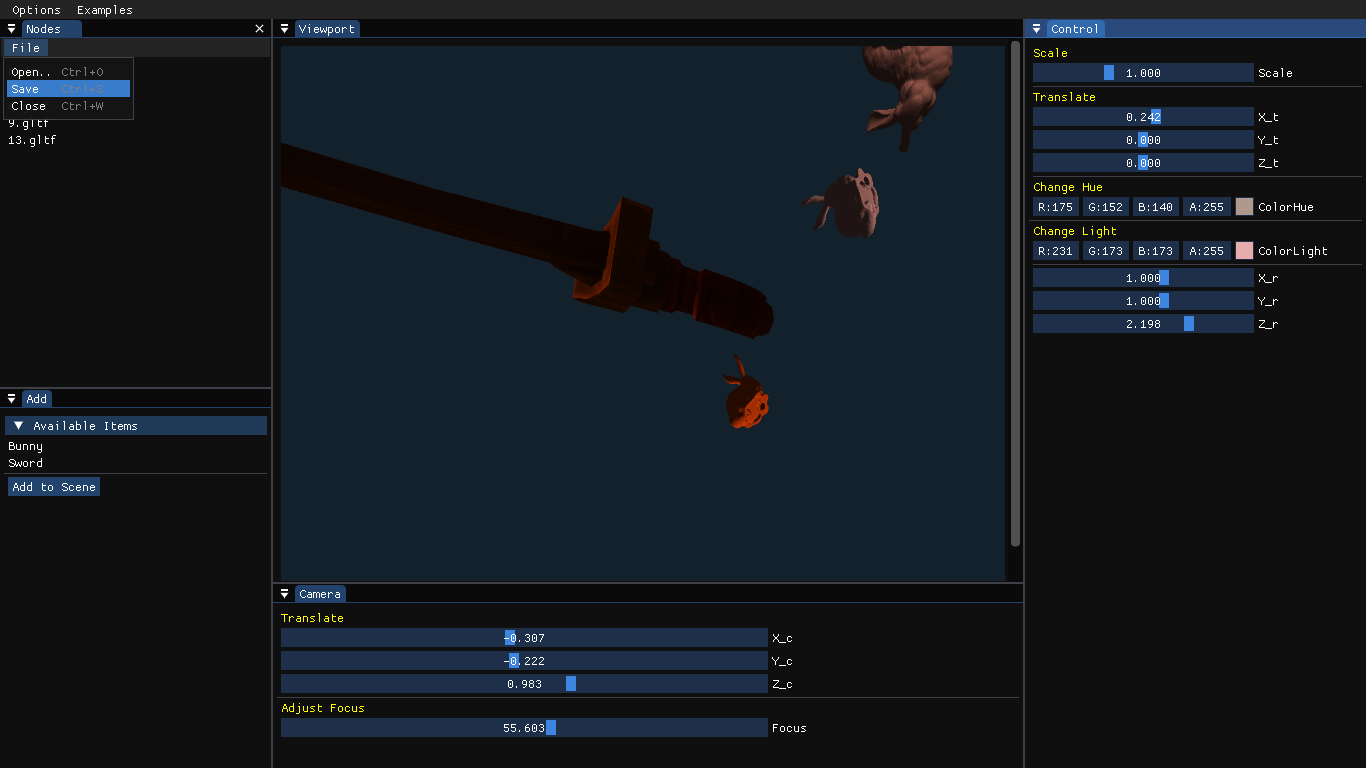 Options Examples
Nodes
File
Open.. Ctrl+O
Save Ctrl+S
Close Ctrl+W
9.gltf
13.gltf
Add
Available Items
Bunny
Sword
Add to Scene
Viewport
Camera
Translate
-0.307 X_c
-0.222 Y_c
0.983 Z_c
Adjust Focus
55.603 Focus
Control
Scale
1.000 Scale
Translate
0.242 X_t
0.000 Y_t
0.000 Z_t
Change Hue
R:175 G:152 B:140 A:255 ColorHue
Change Light
R:231 G:173 B:173 A:255 ColorLight
1.000 X_r
1.000 Y_r
2.198 Z_r